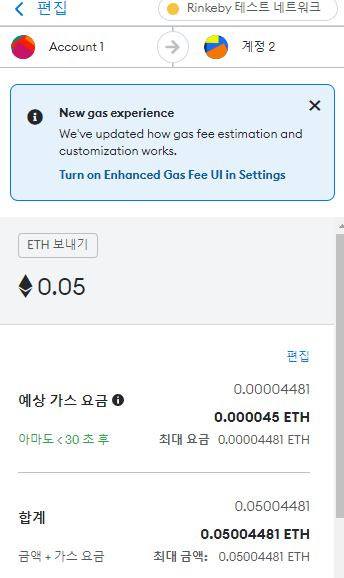 편집
Rinkeby 테스트 네트워크
Account 1
계정 2
New gas experience
We've updated how gas fee estimation and
customization works.
Turn on Enhanced Gas Fee UI in Settings
ETH 보내기
0.05
편집
0.00004481
예상 가스 요금
0.000045 ETH
아마도 < 30 초 후
최대 요금 0.00004481 ETH
0.05004481
합계
0.05004481 ETH
금액 + 가스 요금
최대 금액: 0.05004481 ETH